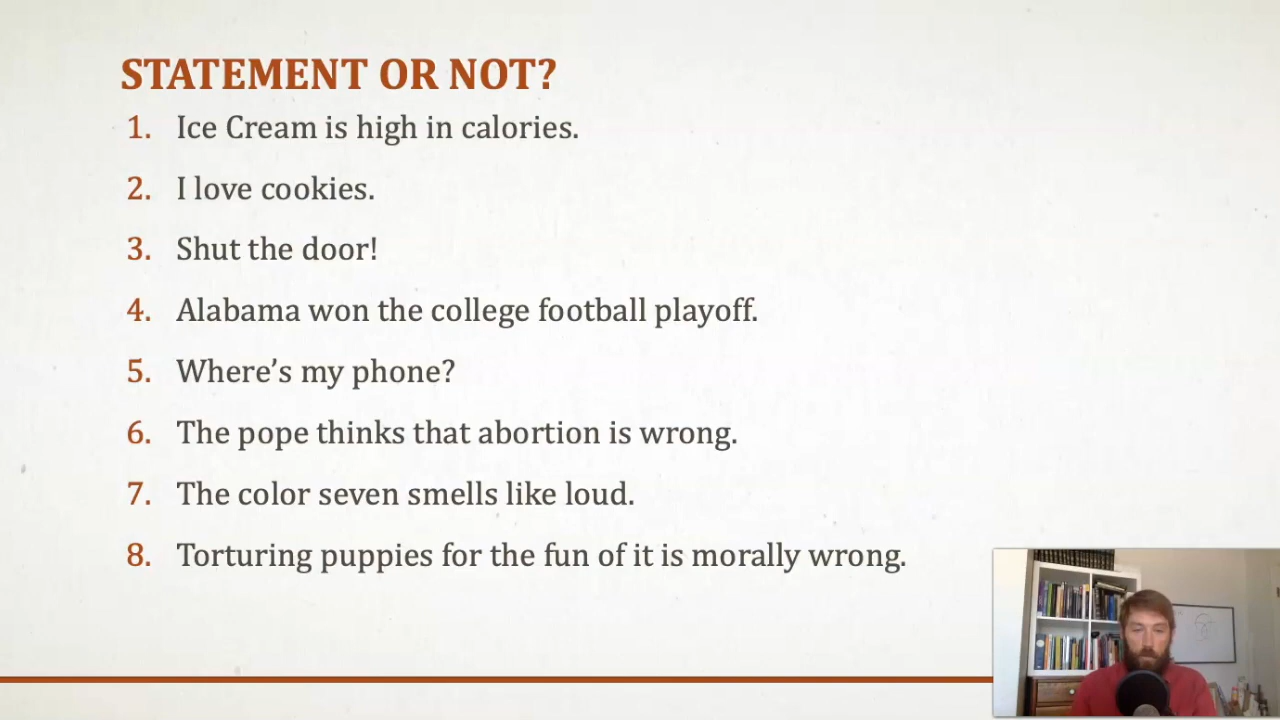 STATEMENT OR NOT?
1. Ice Cream is high in calories.
2. I love cookies.
3. Shut the door!
4. Alabama won the college football playoff.
5. Where’s my phone?
6. The pope thinks that abortion is wrong.
7. The color seven smells like loud.
8. Torturing puppies for the fun of it is morally wrong.